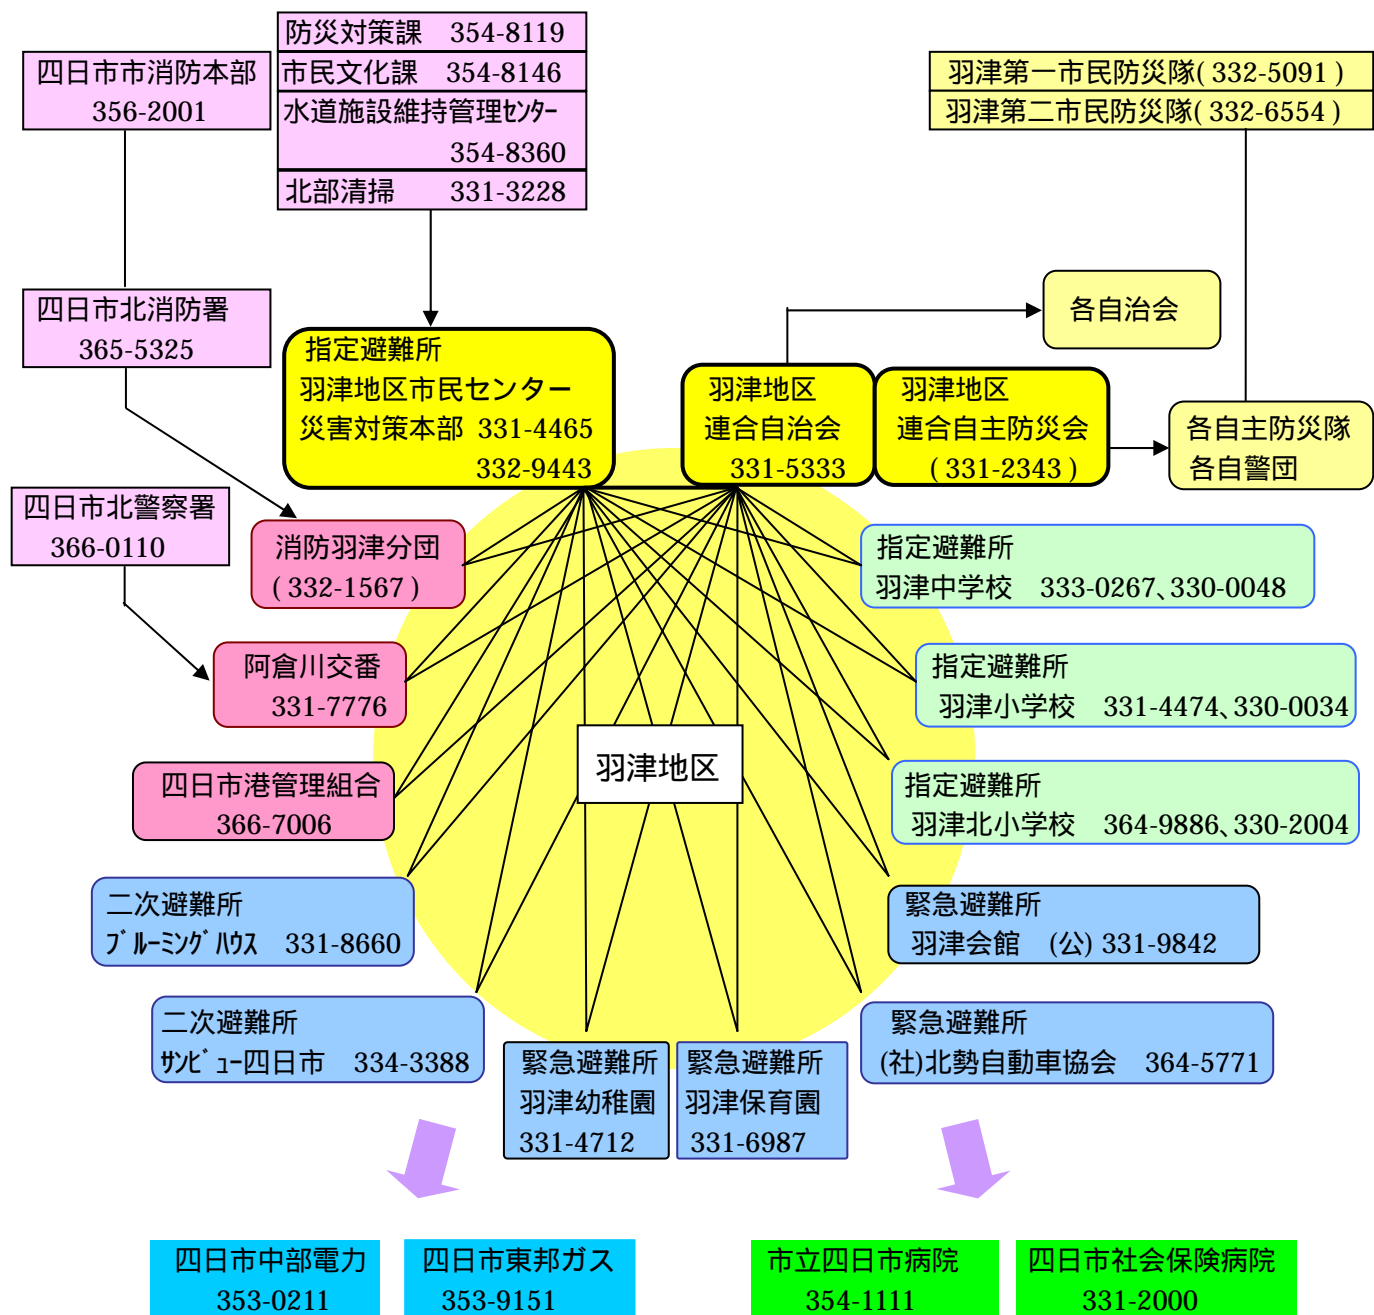 防災対策課 354-8119
市民文化課 354-8146
水道施設維持管理ｾﾝﾀｰ
354-8360
北部清掃 331-3228
四日市市消防本部
356-2001
羽津第一市民防災隊( 332-5091 )
羽津第二市民防災隊( 332-6554 )
四日市北消防署
365-5325
各自治会
指定避難所
羽津地区市民センター
災害対策本部 331-4465
332-9443
羽津地区
連合自治会
331-5333
羽津地区
連合自主防災会
( 331-2343 )
各自主防災隊
各自警団
四日市北警察署
366-0110
消防羽津分団
( 332-1567 )
指定避難所
羽津中学校 333-0267、330-0048
阿倉川交番
331-7776
指定避難所
羽津小学校 331-4474、330-0034
羽津地区
四日市港管理組合
366-7006
指定避難所
羽津北小学校 364-9886、330-2004
二次避難所
ﾌﾞﾙｰﾐﾝｸﾞﾊｳｽ 331-8660
緊急避難所
羽津会館 (公) 331-9842
二次避難所
ｻﾝﾋﾞｭｰ四日市 334-3388
緊急避難所
羽津幼稚園
331-4712
緊急避難所
羽津保育園
331-6987
緊急避難所
(社)北勢自動車協会 364-5771
四日市中部電力
353-0211
四日市東邦ガス
353-9151
市立四日市病院
354-1111
四日市社会保険病院
331-2000